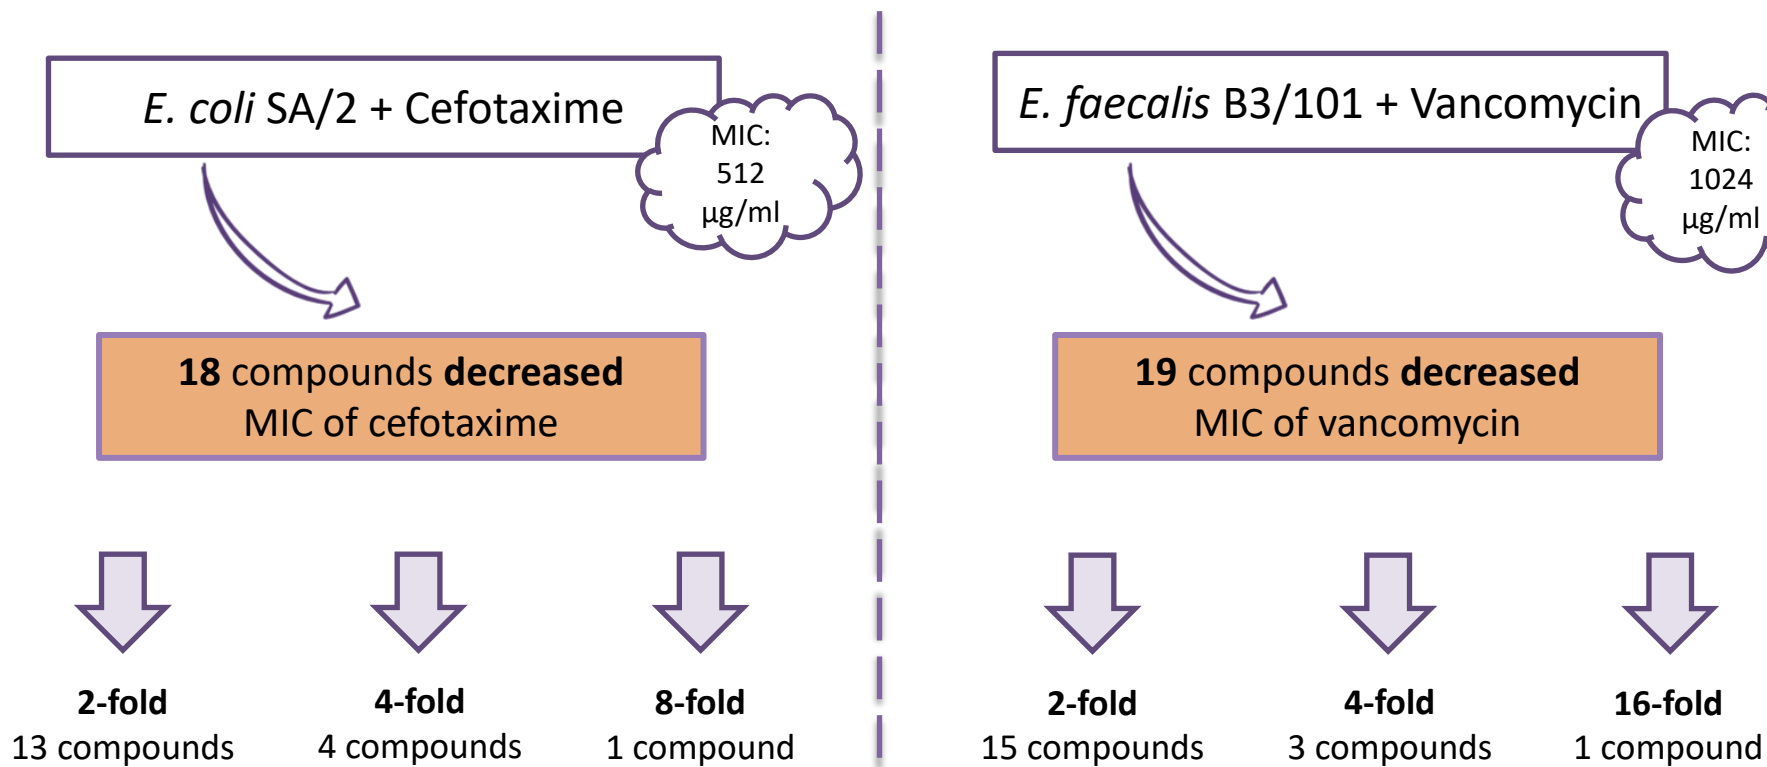 E. coli SA/2 + Cefotaxime
MIC:
512
µg/ml
18 compounds decreased
MIC of cefotaxime
2-fold
13 compounds
4-fold
4 compounds
8-fold
1 compound
E. faecalis B3/101 + Vancomycin
MIC:
1024
µg/ml
19 compounds decreased
MIC of vancomycin
2-fold
15 compounds
4-fold
3 compounds
16-fold
1 compound